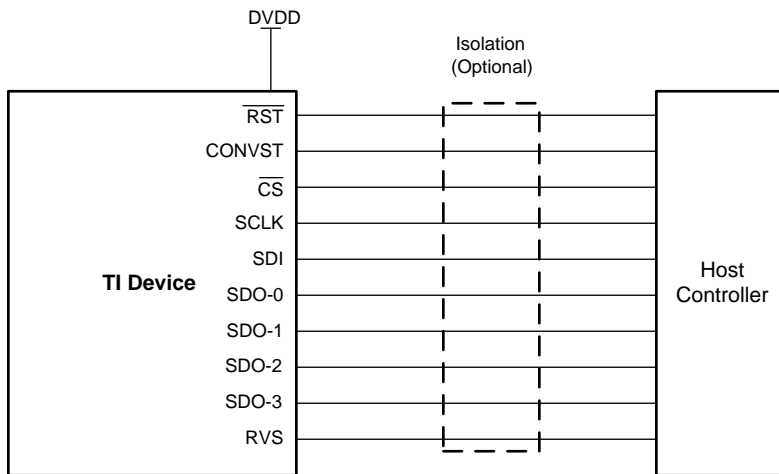 DVDD
Isolation
(Optional)
RST
CONVST
CS
SCLK
SDI
TI Device
SDO-0
Host
Controller
SDO-1
SDO-2
SDO-3
RVS